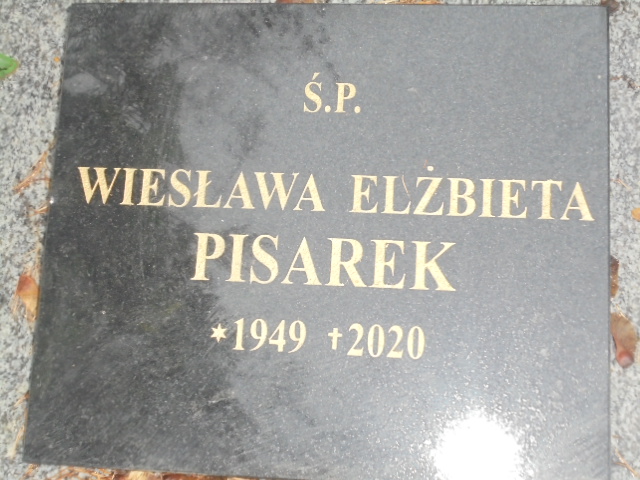 Ś.P.
WIESŁAWA ELŻBIETA
PISAREK
*1949 †2020